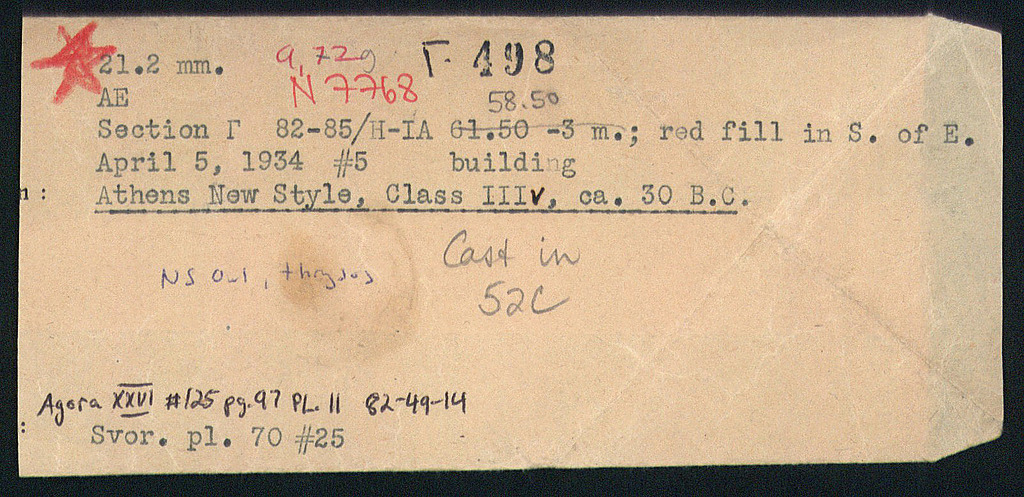 21.2 mm. 9,72g Γ 498
AE N 7768 58.50
Section Γ 82-85/H-IA 61.50 -3 m.; red fill in S. of E.
April 5, 1934 #5 building
n: Athens New Style, Class IIIv, ca. 30 B.C.
Cast in
NS Owl, thrysos
52C
Agora XXVI #125 pg.97 PL. 11 82-49-14
: Svor. pl. 70 #25